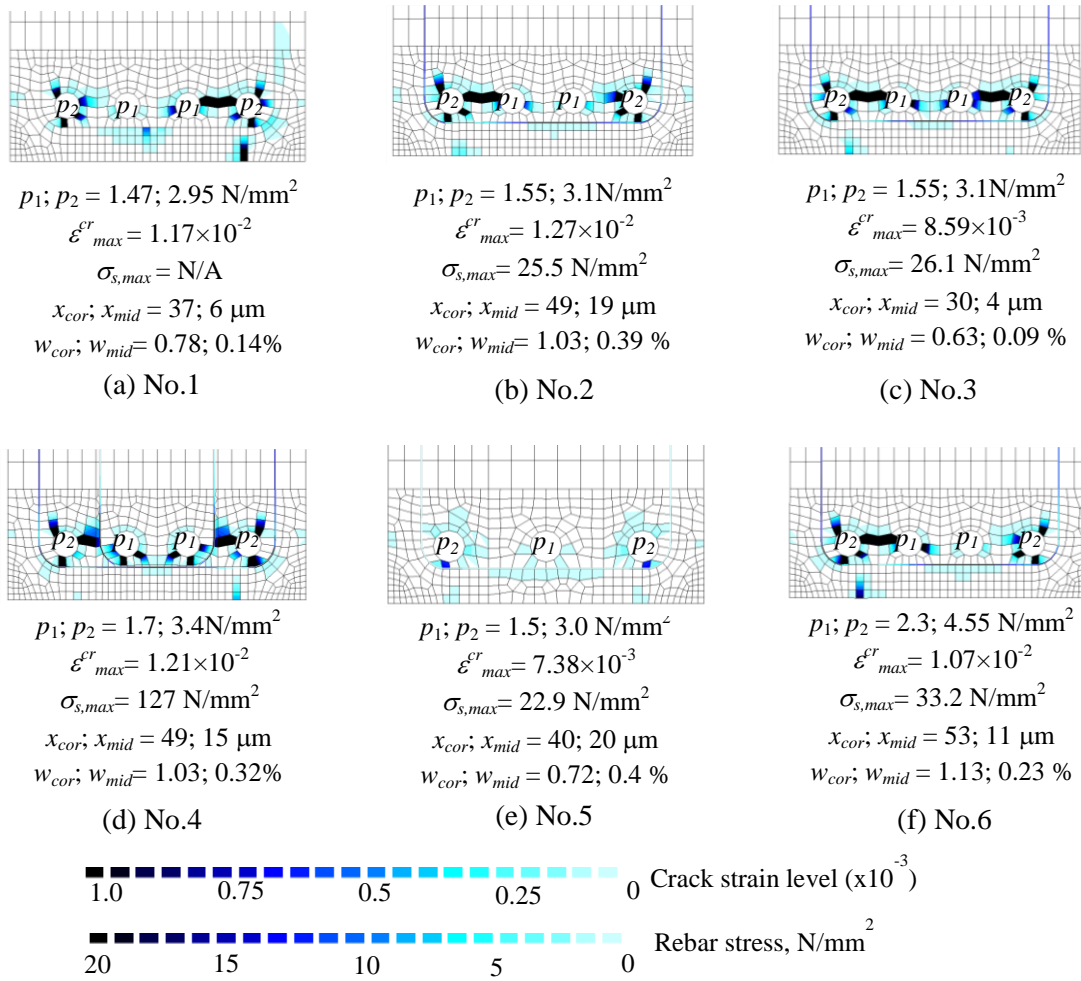 p2 p1 p1 p2
p2 p1 p1 p2
p2 p1 p1 p2
p1; p2 = 1.47; 2.95 N/mm2
εcrmax = 1.17×10-2
σs,max = N/A
xcor; xmid = 37; 6 μm
wcor; wmid= 0.78; 0.14%
(a) No.1
p1; p2 = 1.55; 3.1N/mm2
εcrmax = 1.27×10-2
σs,max= 25.5 N/mm2
xcor; xmid = 49; 19 μm
wcor; wmid= 1.03; 0.39 %
(b) No.2
p1; p2 = 1.55; 3.1N/mm2
εcrmax = 8.59×10-3
σs,max= 26.1 N/mm2
xcor; xmid = 30; 4 μm
wcor; wmid= 0.63; 0.09 %
(c) No.3
p2 p1 p1 p2
p2 p1 p2
p2 p1 p1 p2
p1; p2 = 1.7; 3.4N/mm2
εcrmax= 1.21×10-2
σs,max= 127 N/mm2
xcor; xmid = 49; 15 μm
wcor; wmid= 1.03; 0.32%
(d) No.4
p1; p2 = 1.5; 3.0 N/mm2
εcrmax= 7.38×10-3
σs,max= 22.9 N/mm2
xcor; xmid = 40; 20 μm
wcor; wmid= 0.72; 0.4 %
(e) No.5
p1; p2 = 2.3; 4.55 N/mm2
εcrmax= 1.07×10-2
σs,max= 33.2 N/mm2
xcor; xmid = 53; 11 μm
wcor; wmid= 1.13; 0.23 %
(f) No.6
1.0 0.75 0.5 0.25 0 Crack strain level (x10-3)
20 15 10 5 0 Rebar stress, N/mm2